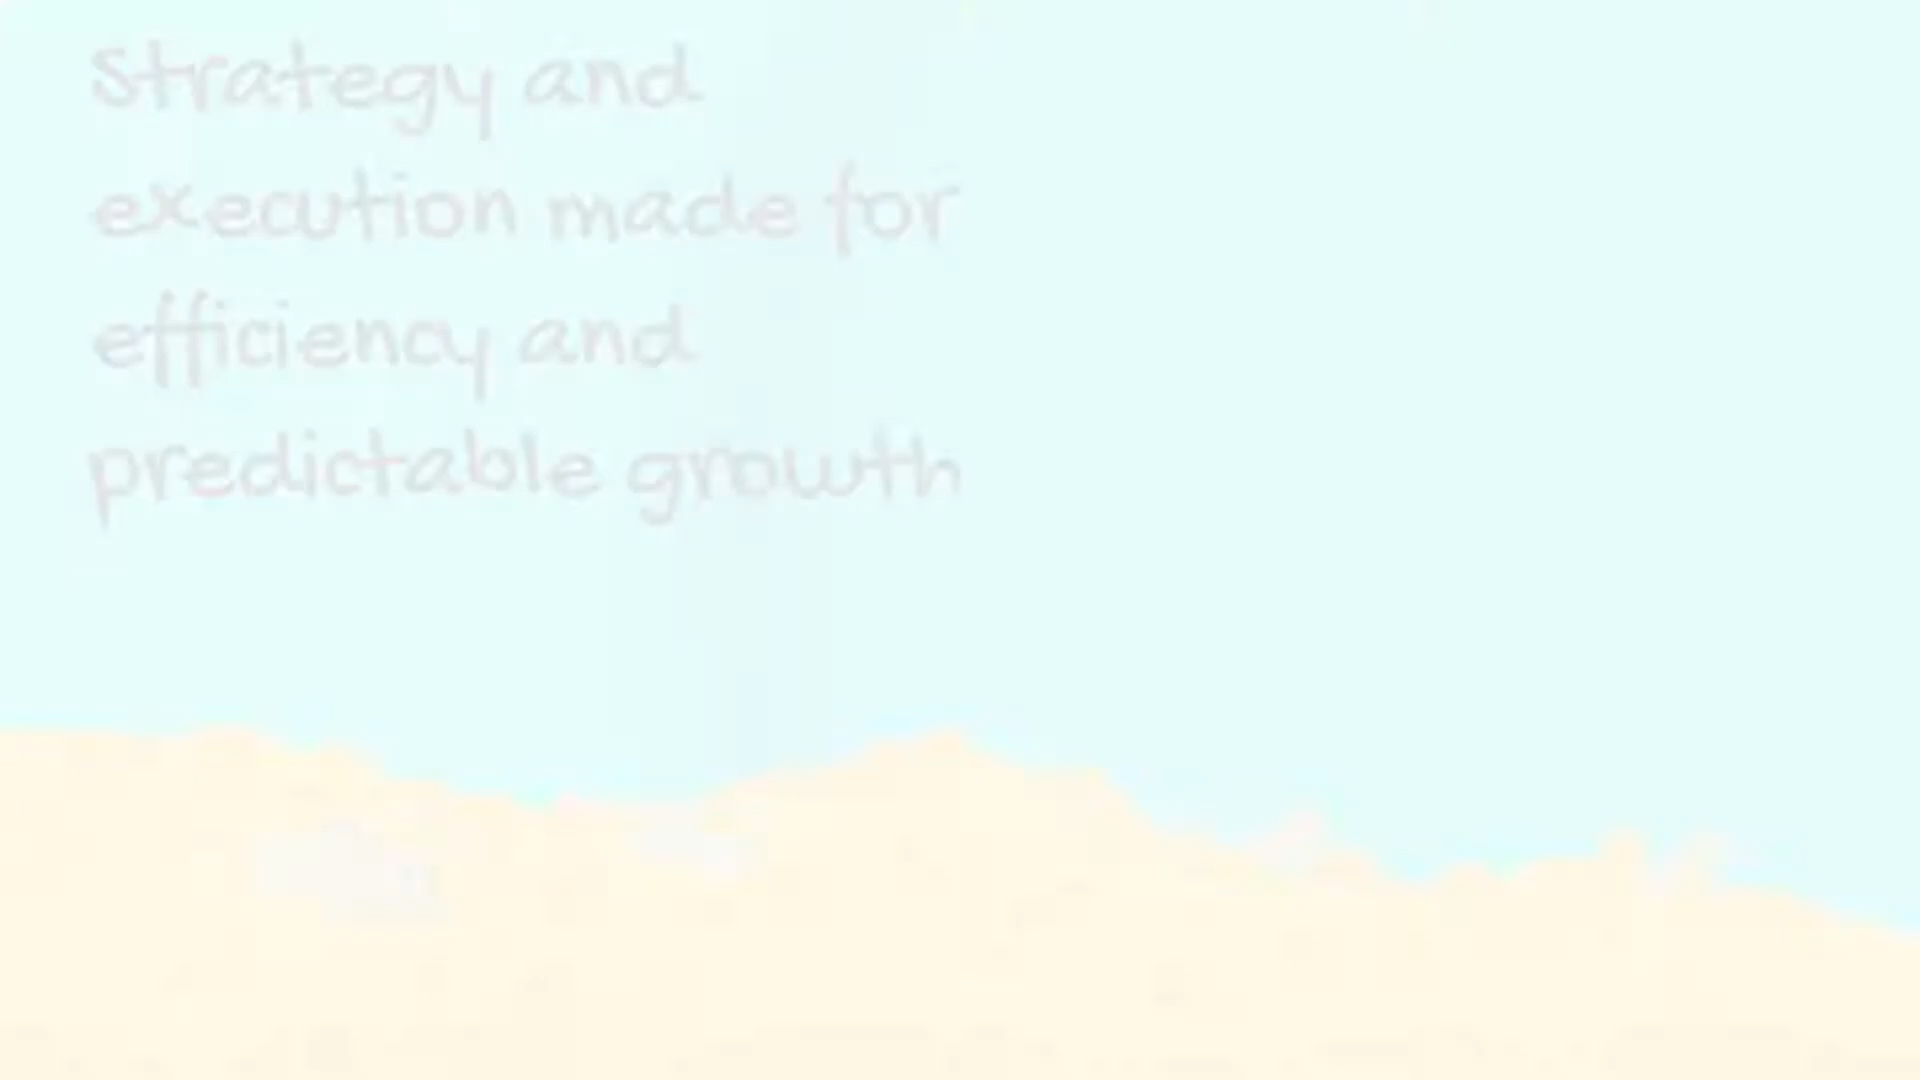 Strategy and
execution made for
efficiency and
predictable growth